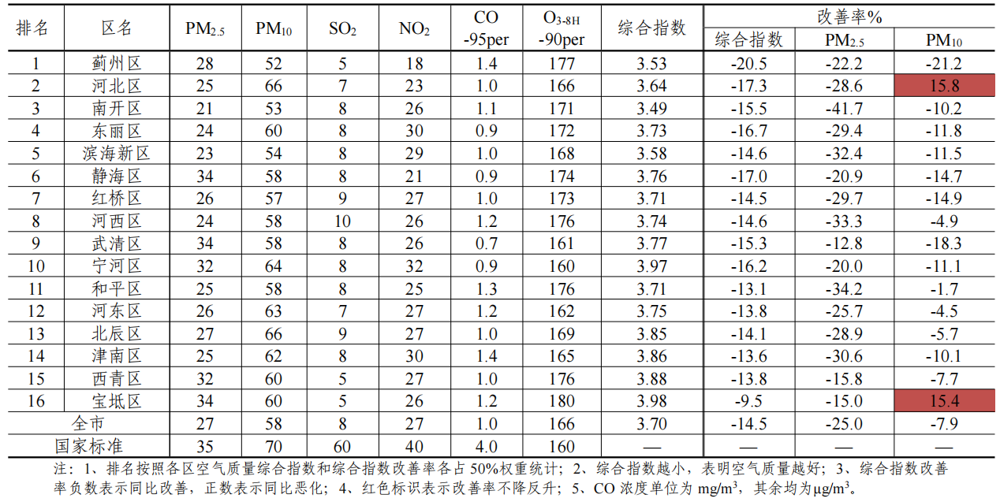 排名 区名 PM2.5 PM10 SO2 NO2 CO -95per O3-8H -90per 综合指数 改善率%
综合指数 PM2.5 PM10
1 蓟州区 28 52 5 18 1.4 177 3.53 -20.5 -22.2 -21.2
2 河北区 25 66 7 23 1.0 166 3.64 -17.3 -28.6 15.8
3 南开区 21 53 8 26 1.1 171 3.49 -15.5 -41.7 -10.2
4 东丽区 24 60 8 30 0.9 172 3.73 -16.7 -29.4 -11.8
5 滨海新区 23 54 8 29 1.0 168 3.58 -14.6 -32.4 -11.5
6 静海区 34 58 8 21 0.9 174 3.76 -17.0 -20.9 -14.7
7 红桥区 26 57 9 27 1.0 173 3.71 -14.5 -29.7 -14.9
8 河西区 24 58 10 26 1.2 176 3.74 -14.6 -33.3 -4.9
9 武清区 34 58 8 26 0.7 161 3.77 -15.3 -12.8 -18.3
10 宁河区 32 64 8 32 0.9 160 3.97 -16.2 -20.0 -11.1
11 和平区 25 58 8 25 1.3 176 3.71 -13.1 -34.2 -1.7
12 河东区 26 63 7 27 1.2 162 3.75 -13.8 -25.7 -4.5
13 北辰区 27 66 9 27 1.0 169 3.85 -14.1 -28.9 -5.7
14 津南区 25 62 8 30 1.4 165 3.86 -13.6 -30.6 -10.1
15 西青区 32 60 5 27 1.0 176 3.88 -13.8 -15.8 -7.7
16 宝坻区 34 60 5 26 1.2 180 3.98 -9.5 -15.0 15.4
全市 27 58 8 27 1.0 166 3.70 -14.5 -25.0 -7.9
国家标准 35 70 60 40 4.0 160 — — — —
注：1、排名按照各区空气质量综合指数和综合指数改善率各占 50%权重统计；2、综合指数越小，表明空气质量越好；3、综合指数改善
率负数表示同比改善，正数表示同比恶化；4、红色标识表示改善率不降反升；5、CO 浓度单位为 mg/m3，其余均为μg/m3。